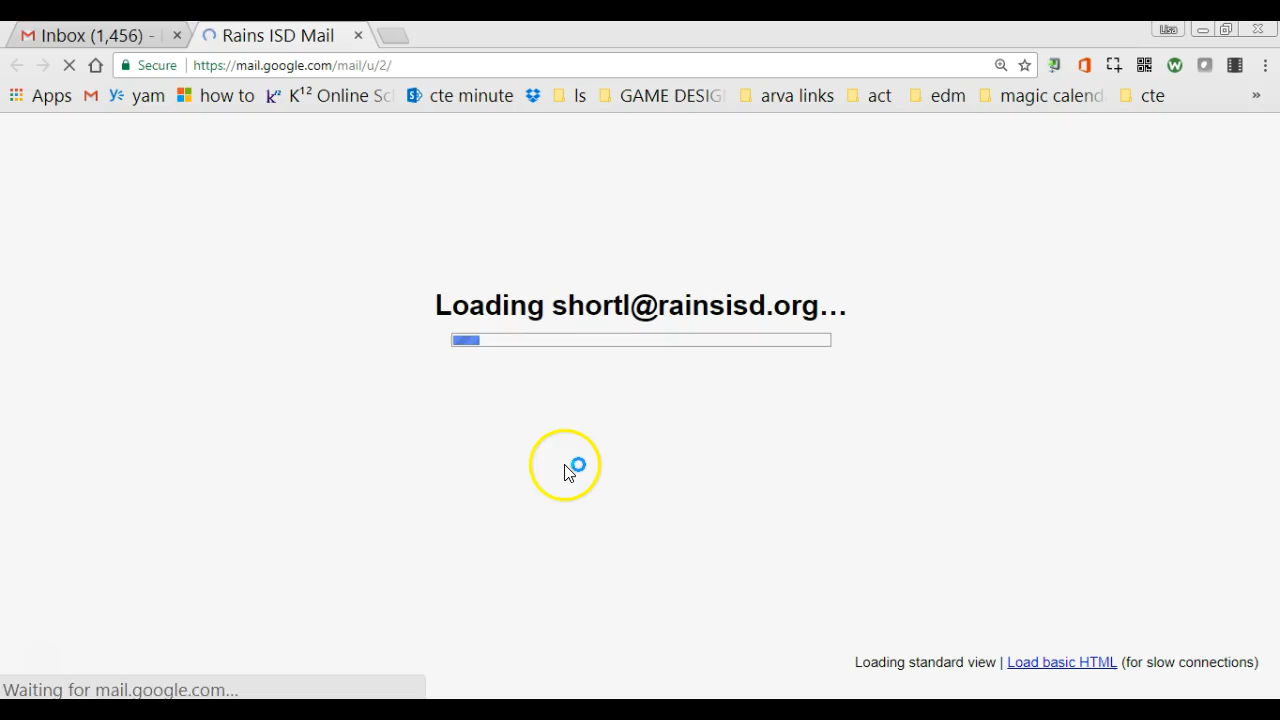 Inbox (1,456) -
Rains ISD Mail
Lisa
Secure
https://mail.google.com/mail/u/2/
Apps
yam
how to
K¹² Online Sc
cte minute
ls
GAME DESIG
arva links
act
edm
magic calend
cte
»
Loading shortl@rainsisd.org…
Loading standard view | Load basic HTML (for slow connections)
Waiting for mail.google.com...